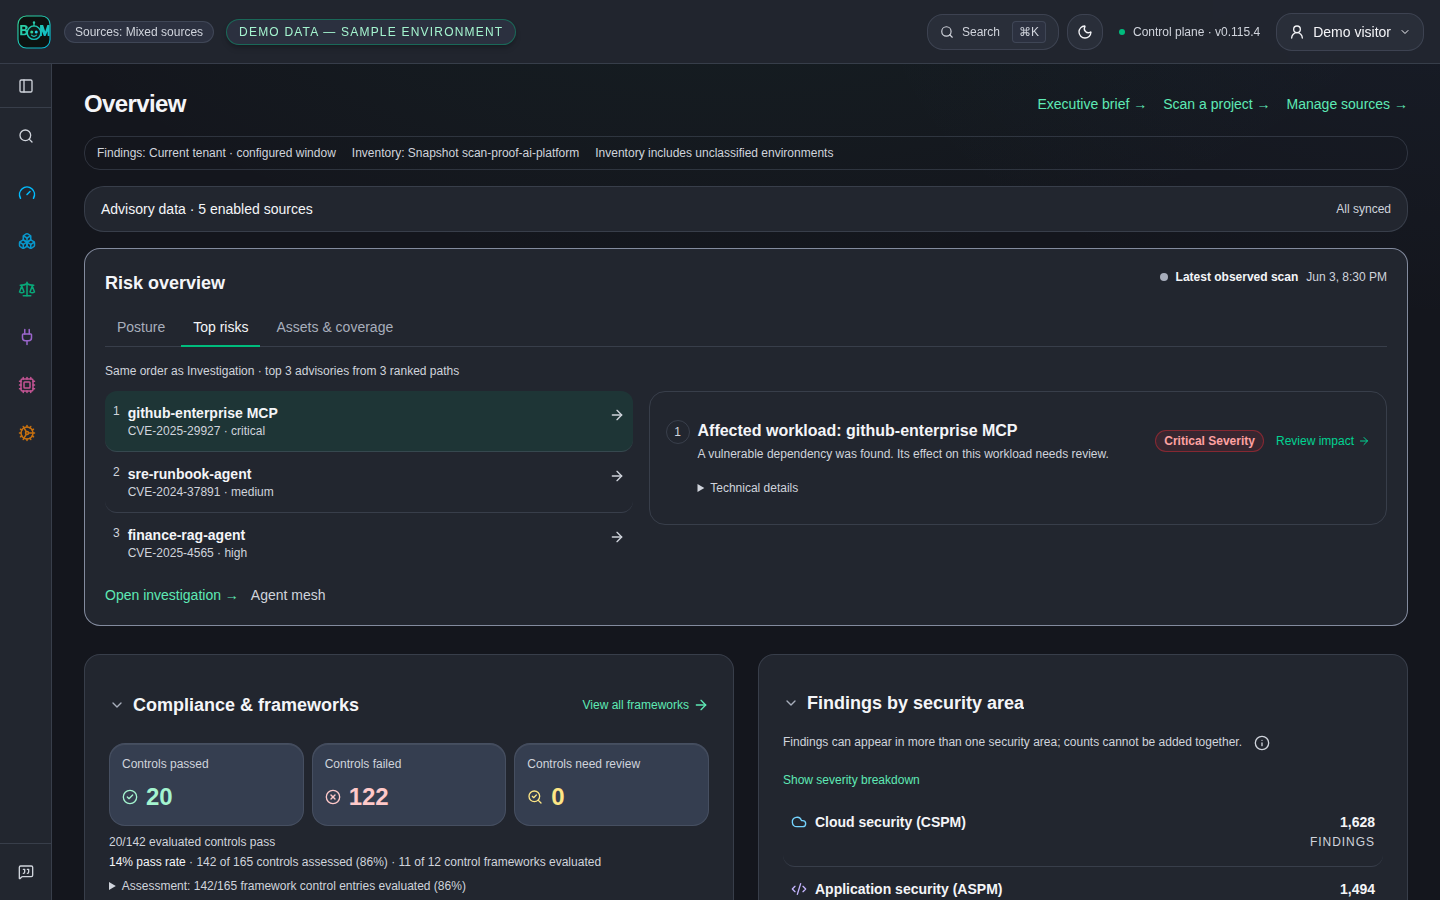 BOM
Sources: Mixed sources
DEMO DATA — SAMPLE ENVIRONMENT
Search ⌘K
Control plane · v0.115.4
Demo visitor
Overview
Executive brief → Scan a project → Manage sources →
Findings: Current tenant · configured window Inventory: Snapshot scan-proof-ai-platform Inventory includes unclassified environments
Advisory data · 5 enabled sources
All synced
Risk overview
Latest observed scan Jun 3, 8:30 PM
Posture Top risks Assets & coverage
Same order as Investigation · top 3 advisories from 3 ranked paths
1 github-enterprise MCP
CVE-2025-29927 · critical
2 sre-runbook-agent
CVE-2024-37891 · medium
3 finance-rag-agent
CVE-2025-4565 · high
1 Affected workload: github-enterprise MCP
A vulnerable dependency was found. Its effect on this workload needs review.
Critical Severity Review impact →
Technical details
Open investigation → Agent mesh
Compliance & frameworks
View all frameworks →
Controls passed
20
Controls failed
122
Controls need review
0
20/142 evaluated controls pass
14% pass rate · 142 of 165 controls assessed (86%) · 11 of 12 control frameworks evaluated
Assessment: 142/165 framework control entries evaluated (86%)
Findings by security area
Findings can appear in more than one security area; counts cannot be added together.
Show severity breakdown
Cloud security (CSPM) 1,628
FINDINGS
Application security (ASPM) 1,494